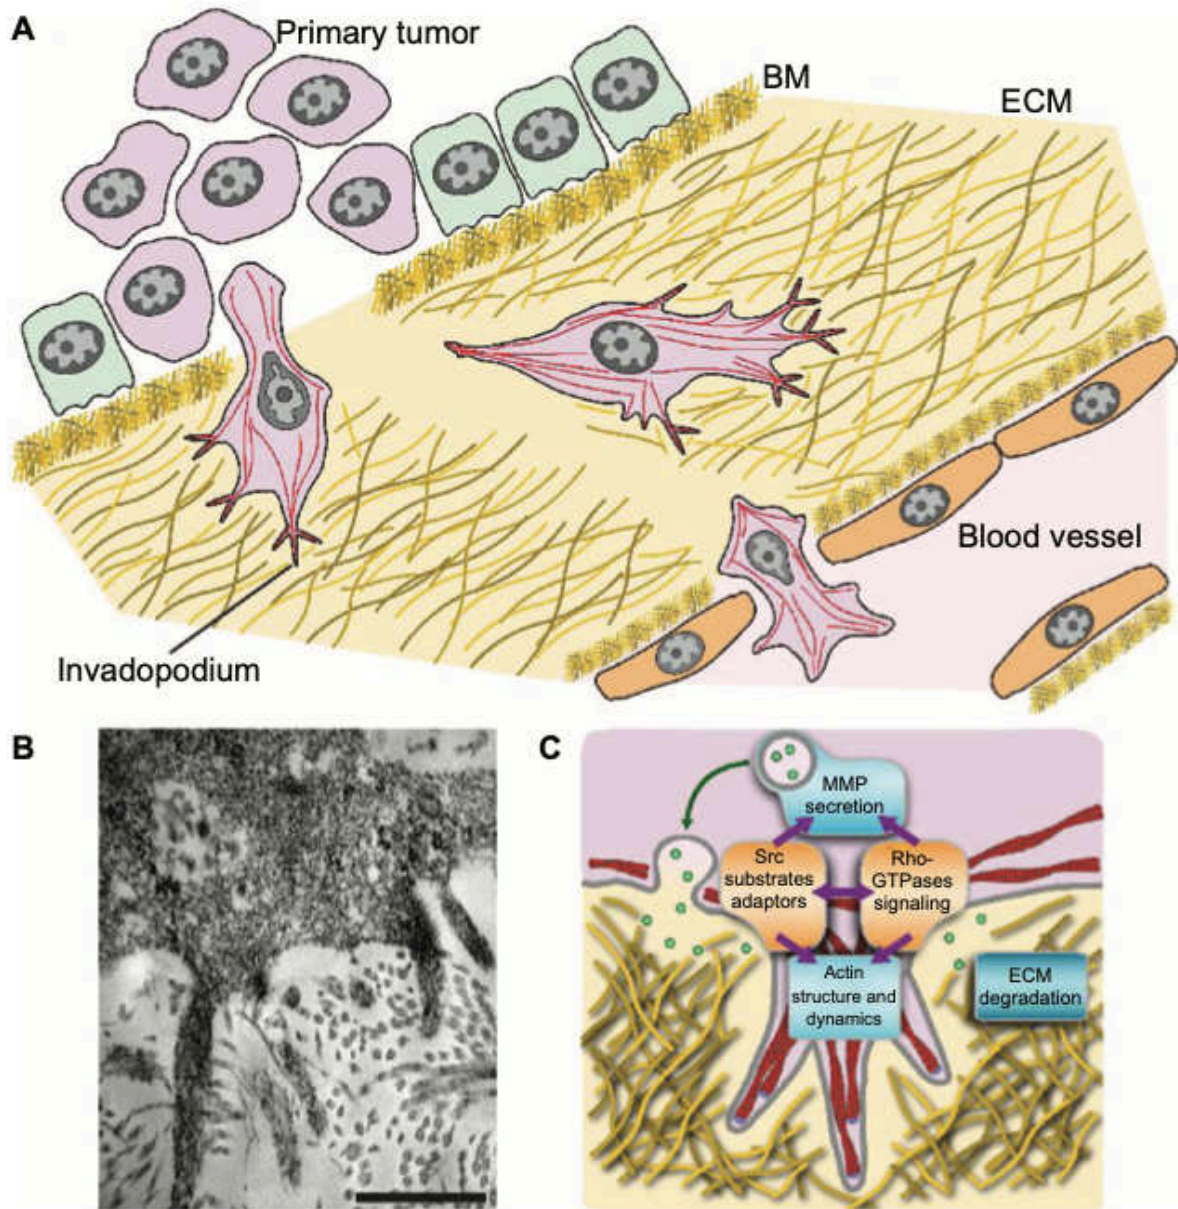 A
Primary tumor
BM
ECM
Blood vessel
Invadopodium
B
C
MMP
secretion
Src
substrates
adaptors
Rho-
GTPases
signaling
Actin
structure and
dynamics
ECM
degradation